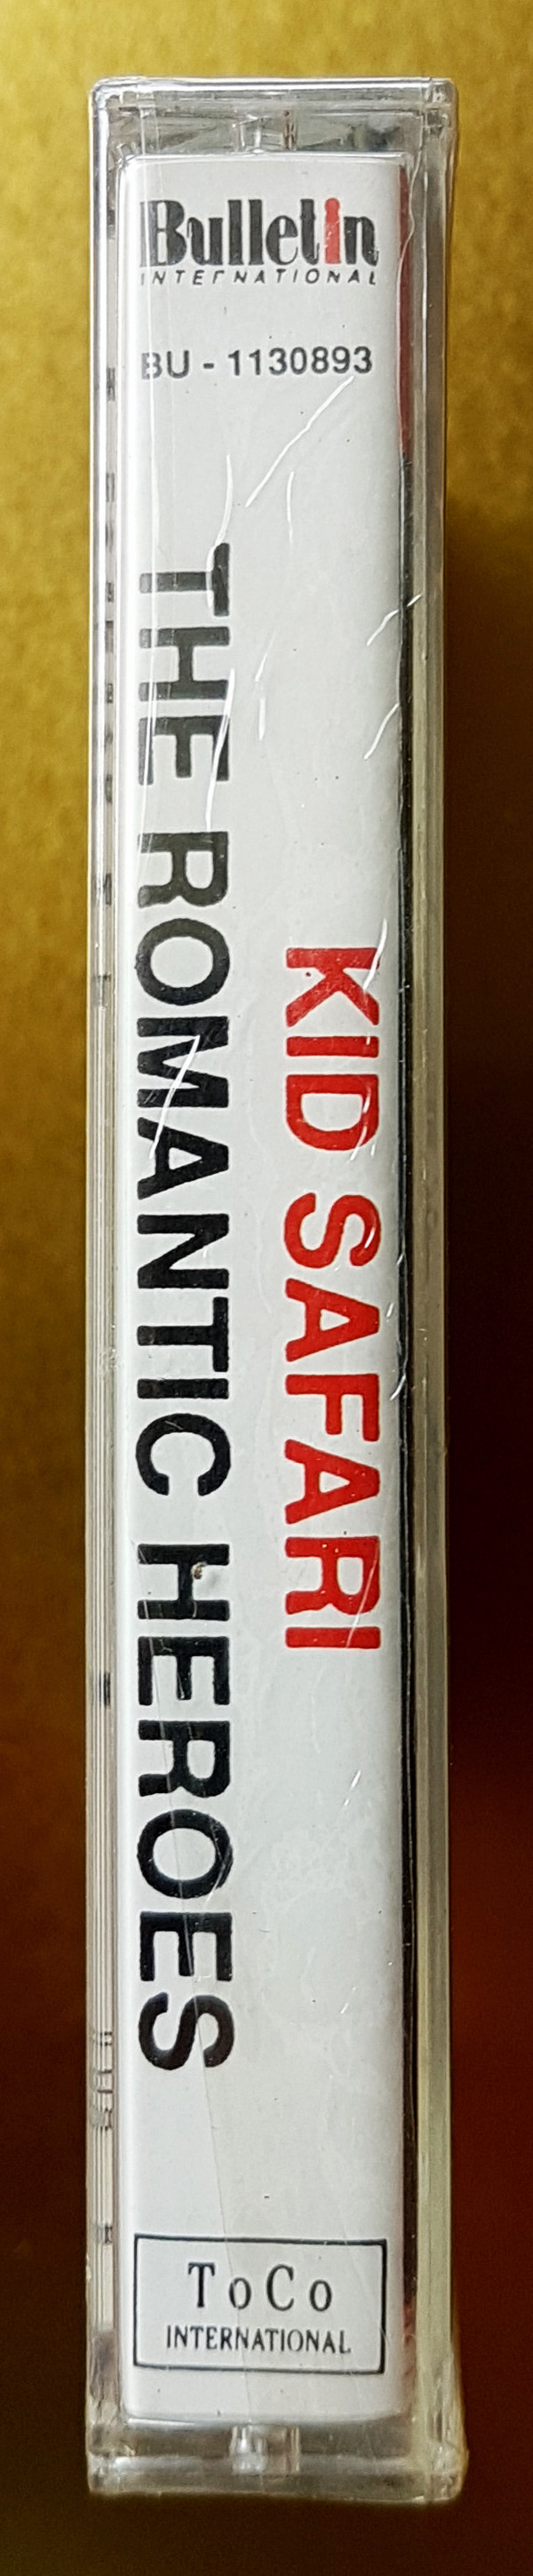 Bulletin
INTERNATIONAL
BU - 1130893
KID SAFARI
THE ROMANTIC HEROES
ToCo
INTERNATIONAL